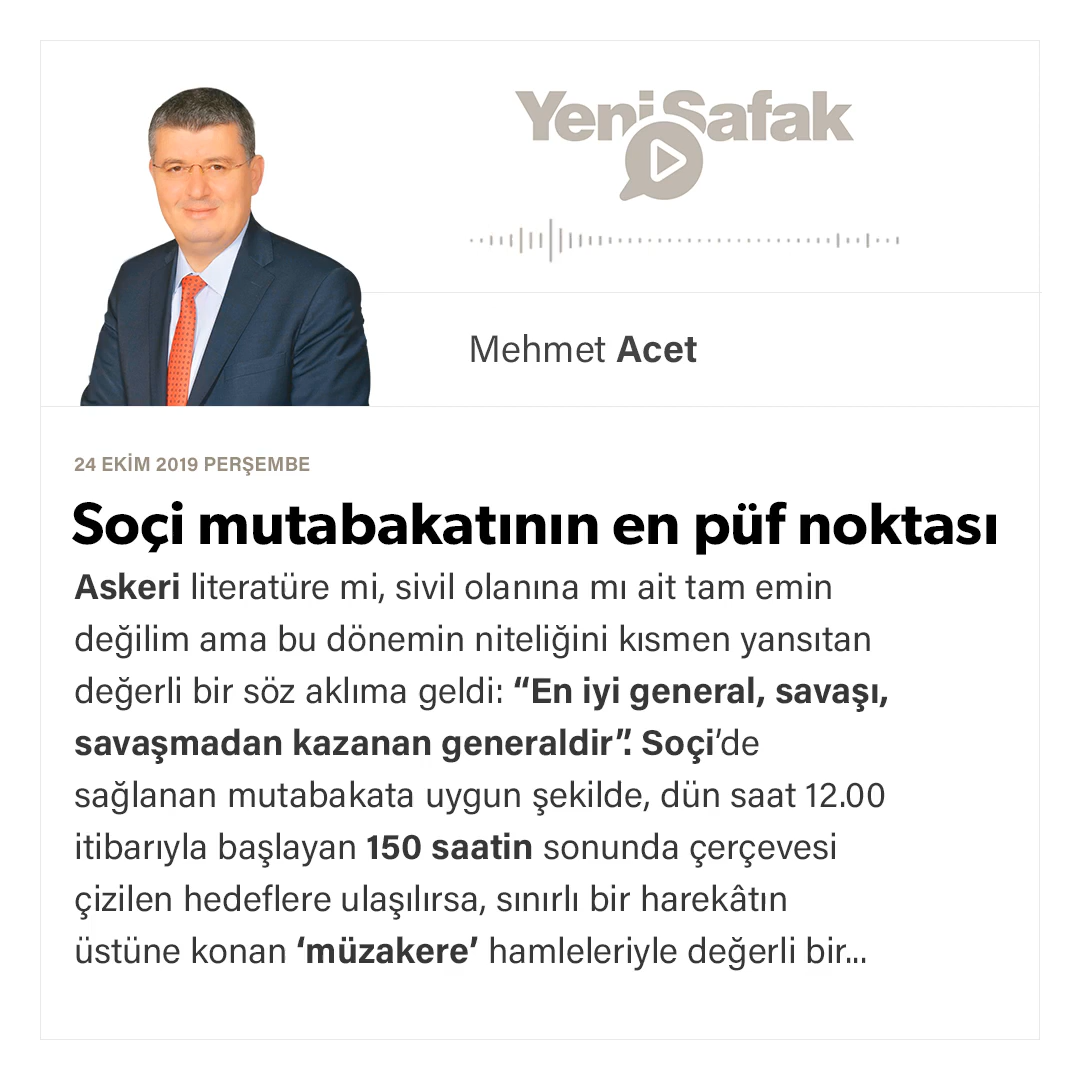 Yeni Şafak
Mehmet Acet
24 EKİM 2019 PERŞEMBE
Soçi mutabakatının en püf noktası
Askeri literatüre mi, sivil olanına mı ait tam emin
değilim ama bu dönemin niteliğini kısmen yansıtan
değerli bir söz aklıma geldi: “En iyi general, savaşı,
savaşmadan kazanan generaldir”. Soçi’de
sağlanan mutabakata uygun şekilde, dün saat 12.00
itibarıyla başlayan 150 saatin sonunda çerçevesi
çizilen hedeflere ulaşılırsa, sınırlı bir harekâtın
üstüne konan ‘müzakere’ hamleleriyle değerli bir...